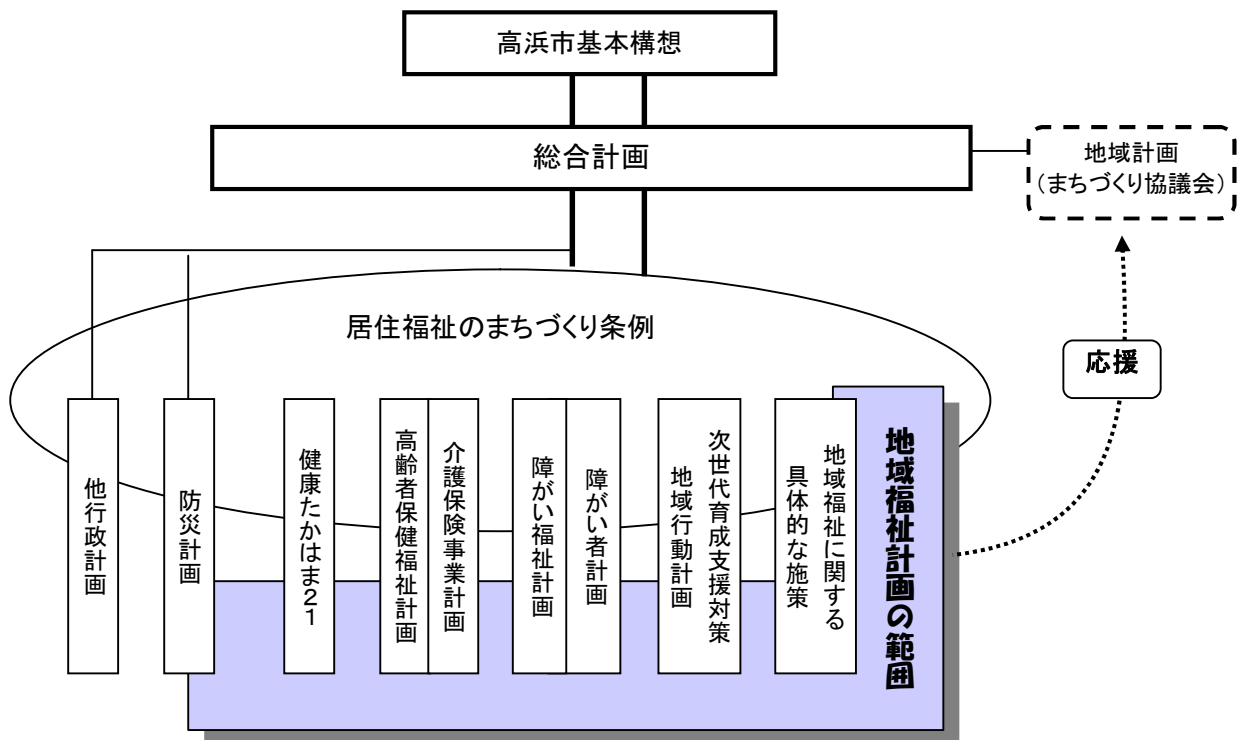 高浜市基本構想
総合計画
地域計画
（まちづくり協議会）
居住福祉のまちづくり条例
応援
他行政計画
防災計画
健康たかはま２１
高齢者保健福祉計画
介護保険事業計画
障がい福祉計画
障がい者計画
次世代育成支援対策
地域行動計画
地域福祉に関する
具体的な施策
地域福祉計画の範囲